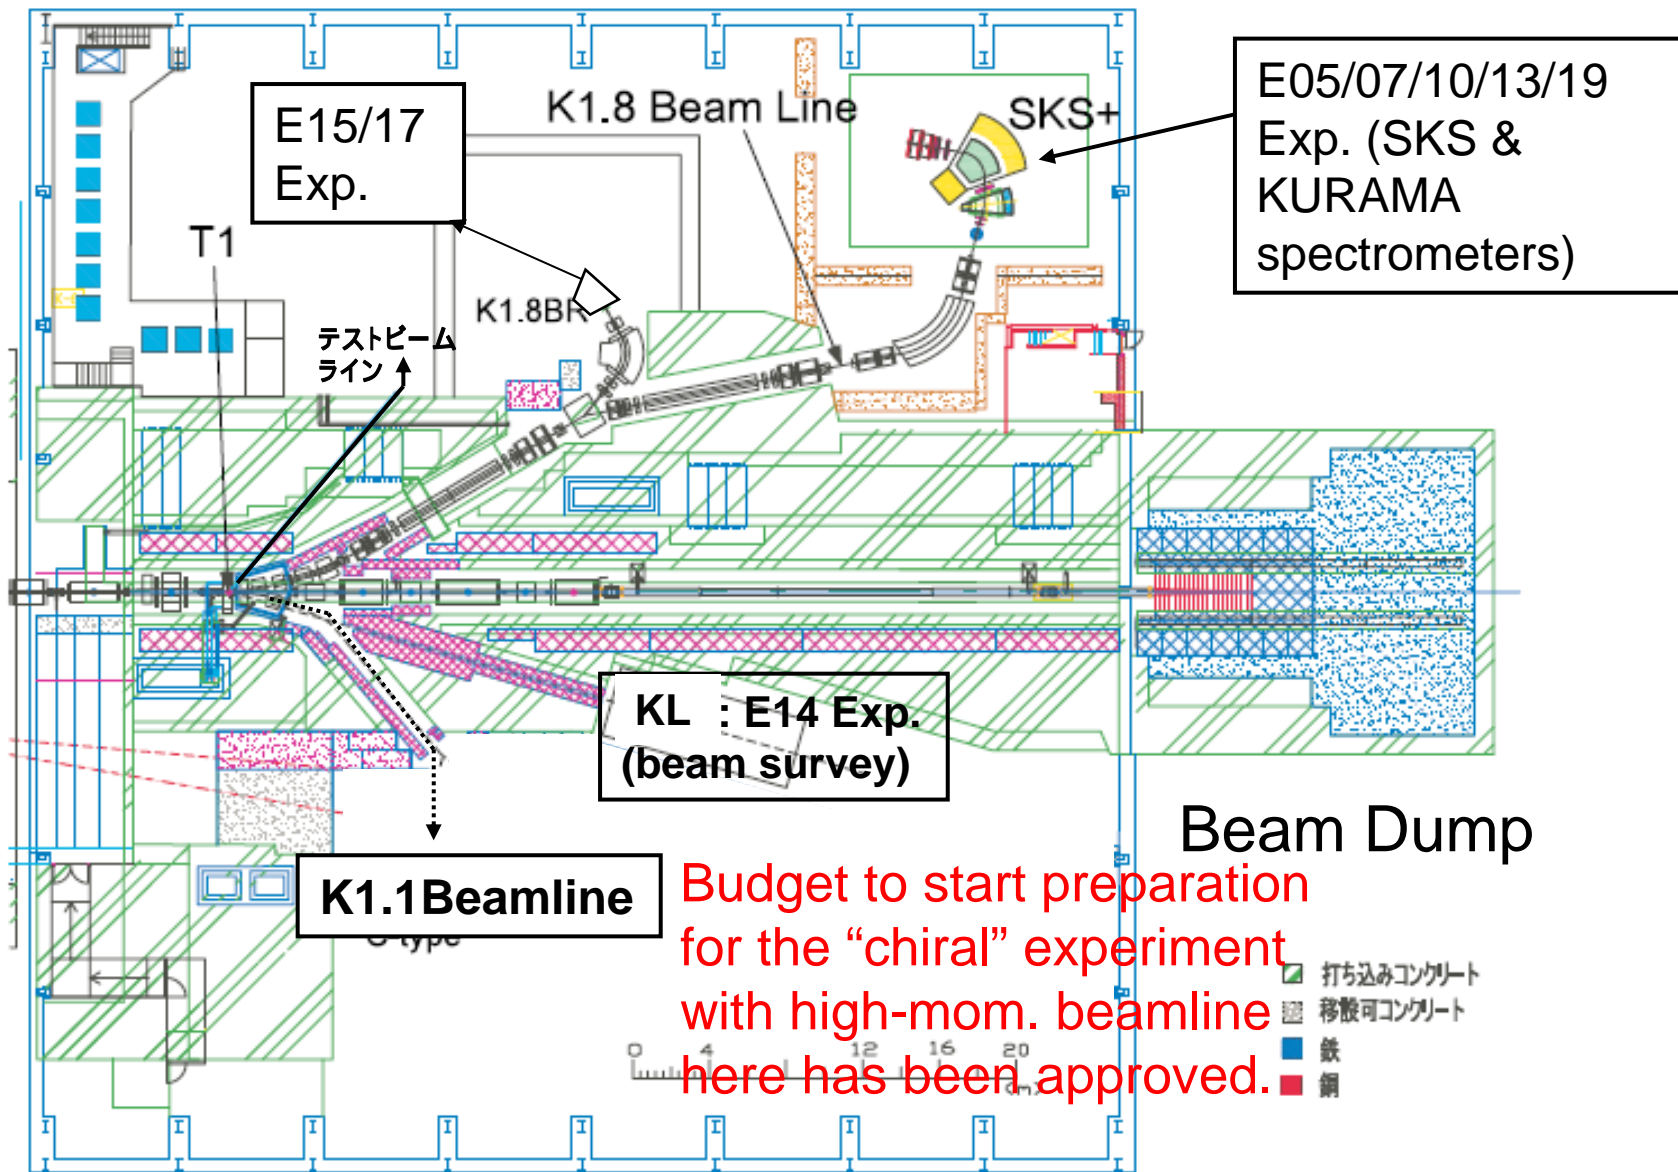 E15/17
Exp.
K1.8 Beam Line
SKS+
E05/07/10/13/19
Exp. (SKS &
KURAMA
spectrometers)
T1
K1.8BR
テストビーム
ライン
KL : E14 Exp.
(beam survey)
Beam Dump
K1.1Beamline
Budget to start preparation
for the “chiral” experiment
with high-mom. beamline
here has been approved.
打ち込みコンクリート
移設可コンクリート
鉄
銅
0 4 12 16 20
(m)